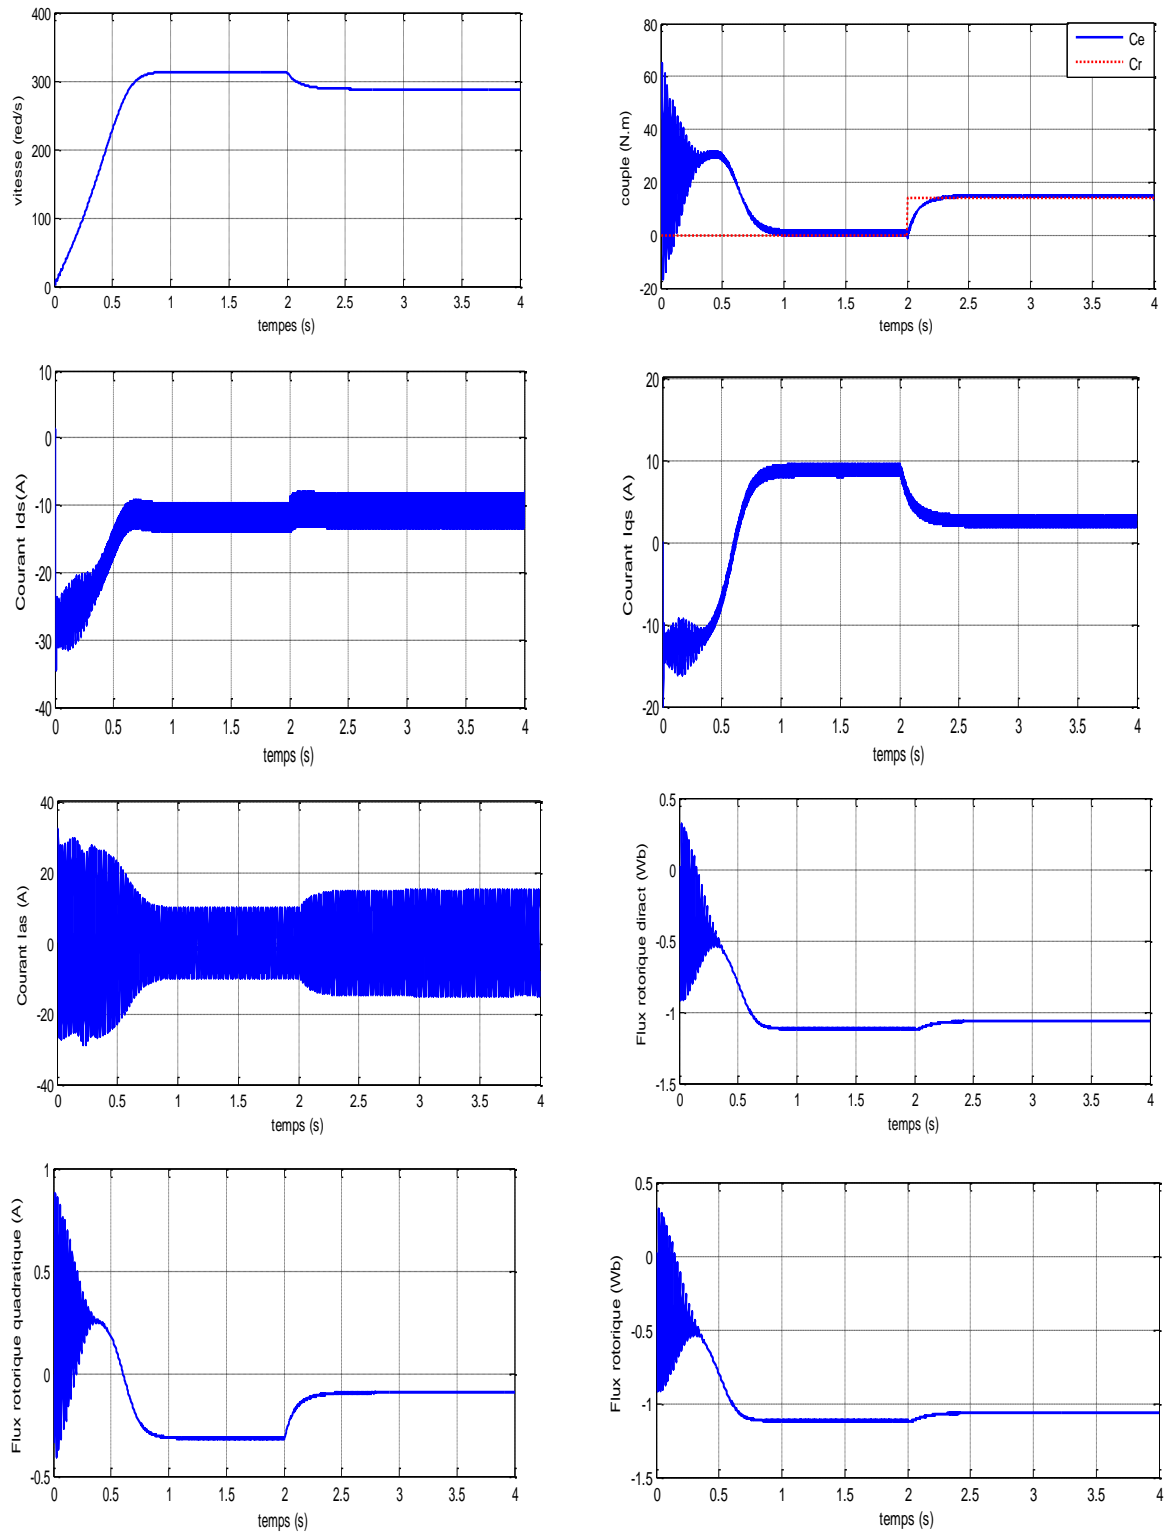 400
300
200
100
0
0 0.5 1 1.5 2 2.5 3 3.5 4
vitesse (red/s)
tempes (s)
80
60
40
20
0
-20
0 0.5 1 1.5 2 2.5 3 3.5 4
couple (N.m)
temps (s)
Ce
Cr
10
0
-10
-20
-30
-40
0 0.5 1 1.5 2 2.5 3 3.5 4
Courant Ids(A)
temps (s)
20
10
0
-10
-20
0 0.5 1 1.5 2 2.5 3 3.5 4
Courant Iqs (A)
temps (s)
40
20
0
-20
-40
0 0.5 1 1.5 2 2.5 3 3.5 4
Courant Ias (A)
temps (s)
0.5
0
-0.5
-1
-1.5
0 0.5 1 1.5 2 2.5 3 3.5 4
Flux rotorique diract (Wb)
temps (s)
1
0.5
0
-0.5
0 0.5 1 1.5 2 2.5 3 3.5 4
Flux rotorique quadratique (A)
temps (s)
0.5
0
-0.5
-1
-1.5
0 0.5 1 1.5 2 2.5 3 3.5 4
Flux rotorique (Wb)
temps (s)